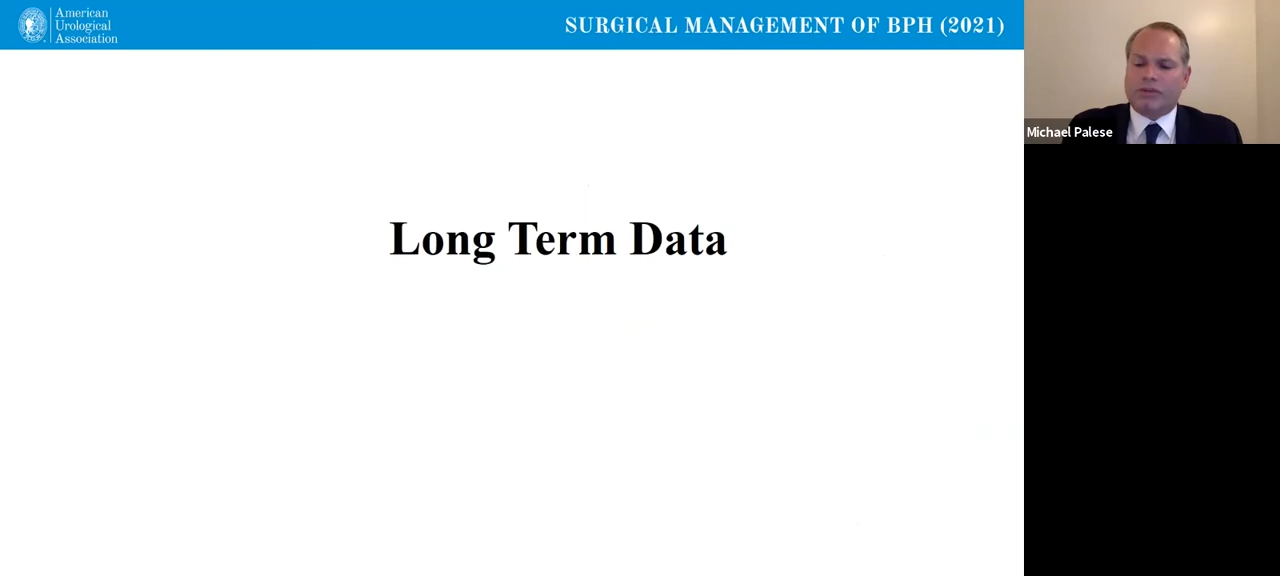 American
Urological
Association
SURGICAL MANAGEMENT OF BPH (2021)
Michael Palese
Long Term Data